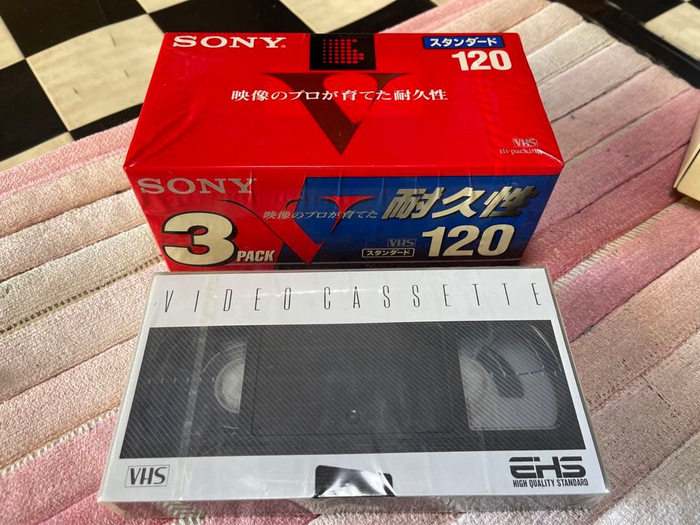 SONY
スタンダード
120
映像のプロが育てた耐久性
V
VHS
Hi-packing
SONY
3 PACK
V
映像のプロが育てた
耐久性
VHS
スタンダード
120
VIDEO CASSETTE
VHS
EHS
HIGH QUALITY STANDARD